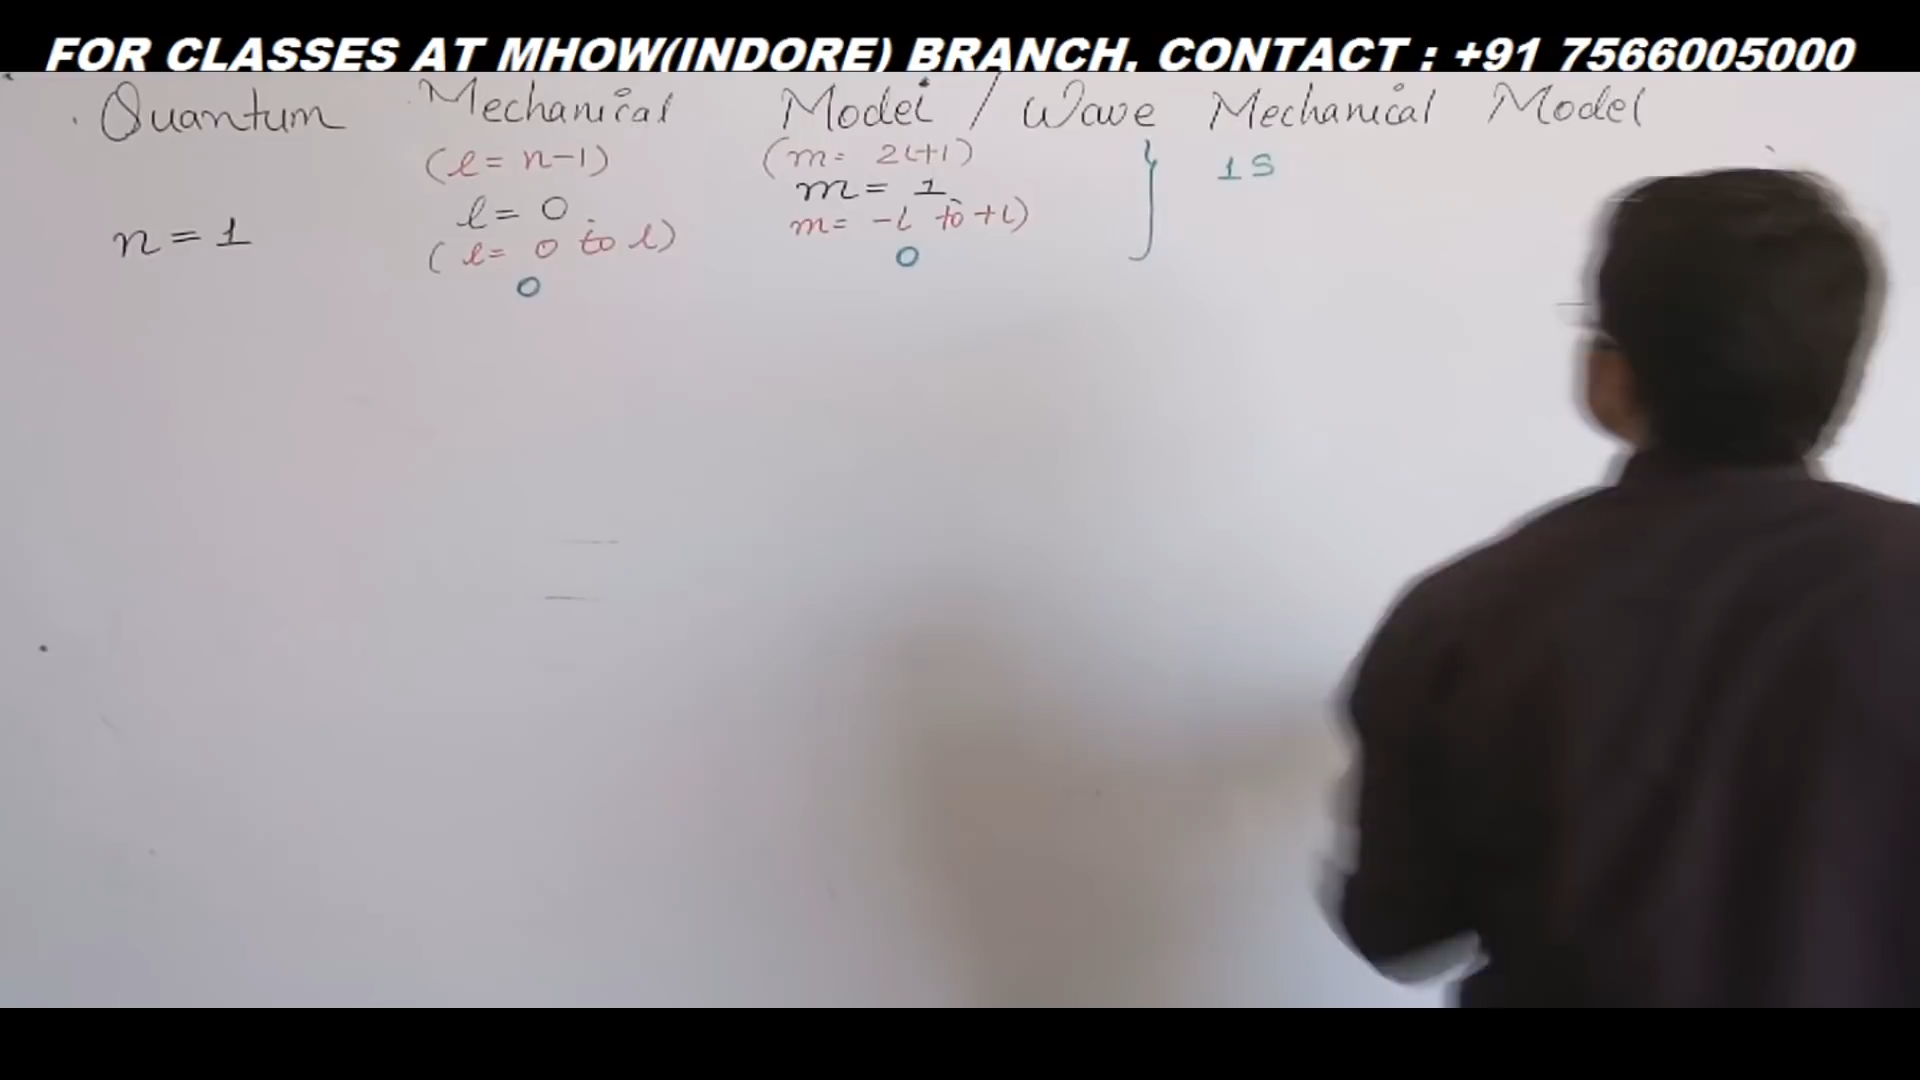 FOR CLASSES AT MHOW(INDORE) BRANCH, CONTACT : +91 7566005000
Quantum Mechanical Model / Wave Mechanical Model
(l = n-1) (m = 2l+1) } 1S
n = 1 l = 0 m = 1
(l = 0 to l) m = -l to +l)
0 0